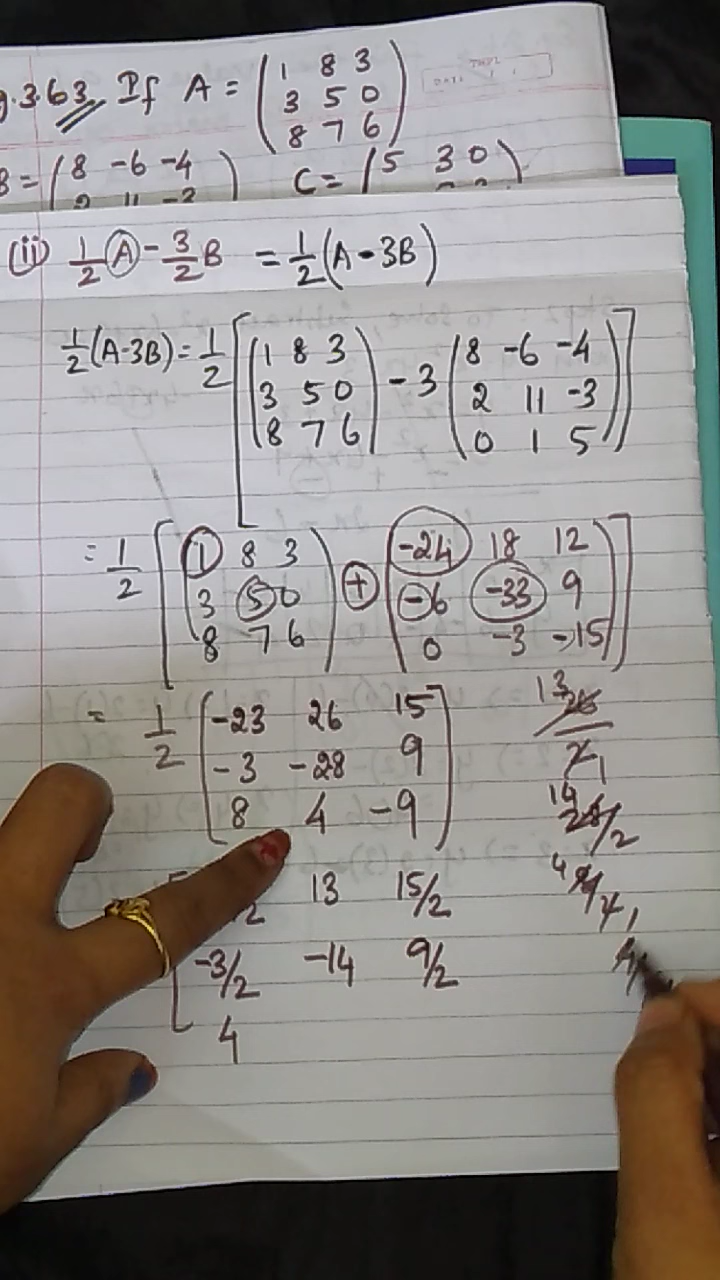 g.3.63, If A = (1 8 3
3 5 0
8 7 6)
B = (8 -6 -4 C = (5 3 0
(ii) 1/2 A - 3/2 B = 1/2 (A - 3B)
1/2 (A-3B) = 1/2 [(1 8 3 - 3 (8 -6 -4
3 5 0 2 11 -3
8 7 6) 0 1 5)]
= 1/2 [(1 8 3 + (-24 18 12
3 5 0 -6 -33 9
8 7 6) 0 -3 -15)]
= 1/2 [-23 26 15
-3 -28 9
8 4 -9]
13 26
2 1
14 28/2
4 8/2 1
/2 13 15/2
-3/2 -14 9/2
4